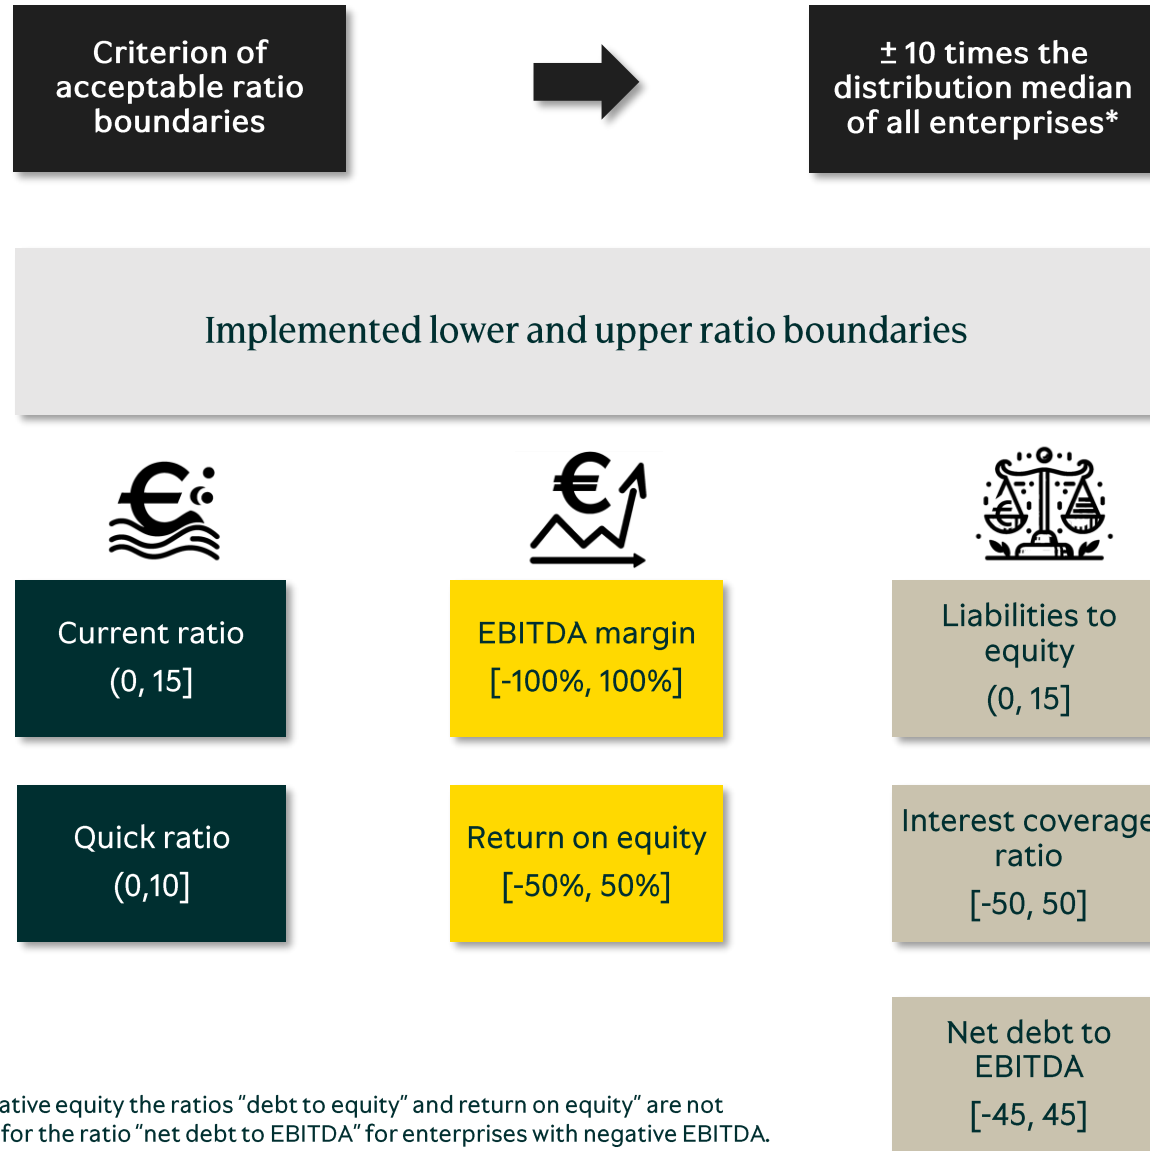 Criterion of
acceptable ratio
boundaries
± 10 times the
distribution median
of all enterprises*
Implemented lower and upper ratio boundaries
Current ratio
(0, 15]
EBITDA margin
[-100%, 100%]
Liabilities to
equity
(0, 15]
Quick ratio
(0,10]
Return on equity
[-50%, 50%]
Interest coverage
ratio
[-50, 50]
Net debt to
EBITDA
[-45, 45]
ative equity the ratios “debt to equity” and return on equity” are not
for the ratio “net debt to EBITDA” for enterprises with negative EBITDA.